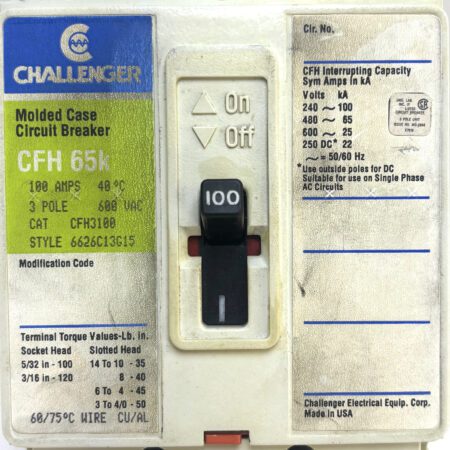 CHALLENGER
Molded Case
Circuit Breaker
CFH 65k
100 AMPS 40°C
3 POLE 600 VAC
CAT CFH3100
STYLE 6626C13G15
Modification Code
Terminal Torque Values-Lb. in.
Socket Head Slotted Head
5/32 in - 100 14 To 10 - 35
3/16 in - 120 8 - 40
6 To 4 - 45
3 To 4/0 - 50
60/75°C WIRE CU/AL
△ On
▽ Off
100
Cir. No.
CFH Interrupting Capacity
Sym Amps in kA
Volts kA
240 ~ 100
480 ~ 65
600 ~ 25
250 DC* 22
~ = 50/60 Hz
*Use outside poles for DC
Suitable for use on Single Phase
AC Circuits
LISTED
CIRCUIT BREAKER
Challenger Electrical Equip. Corp.
Made in USA